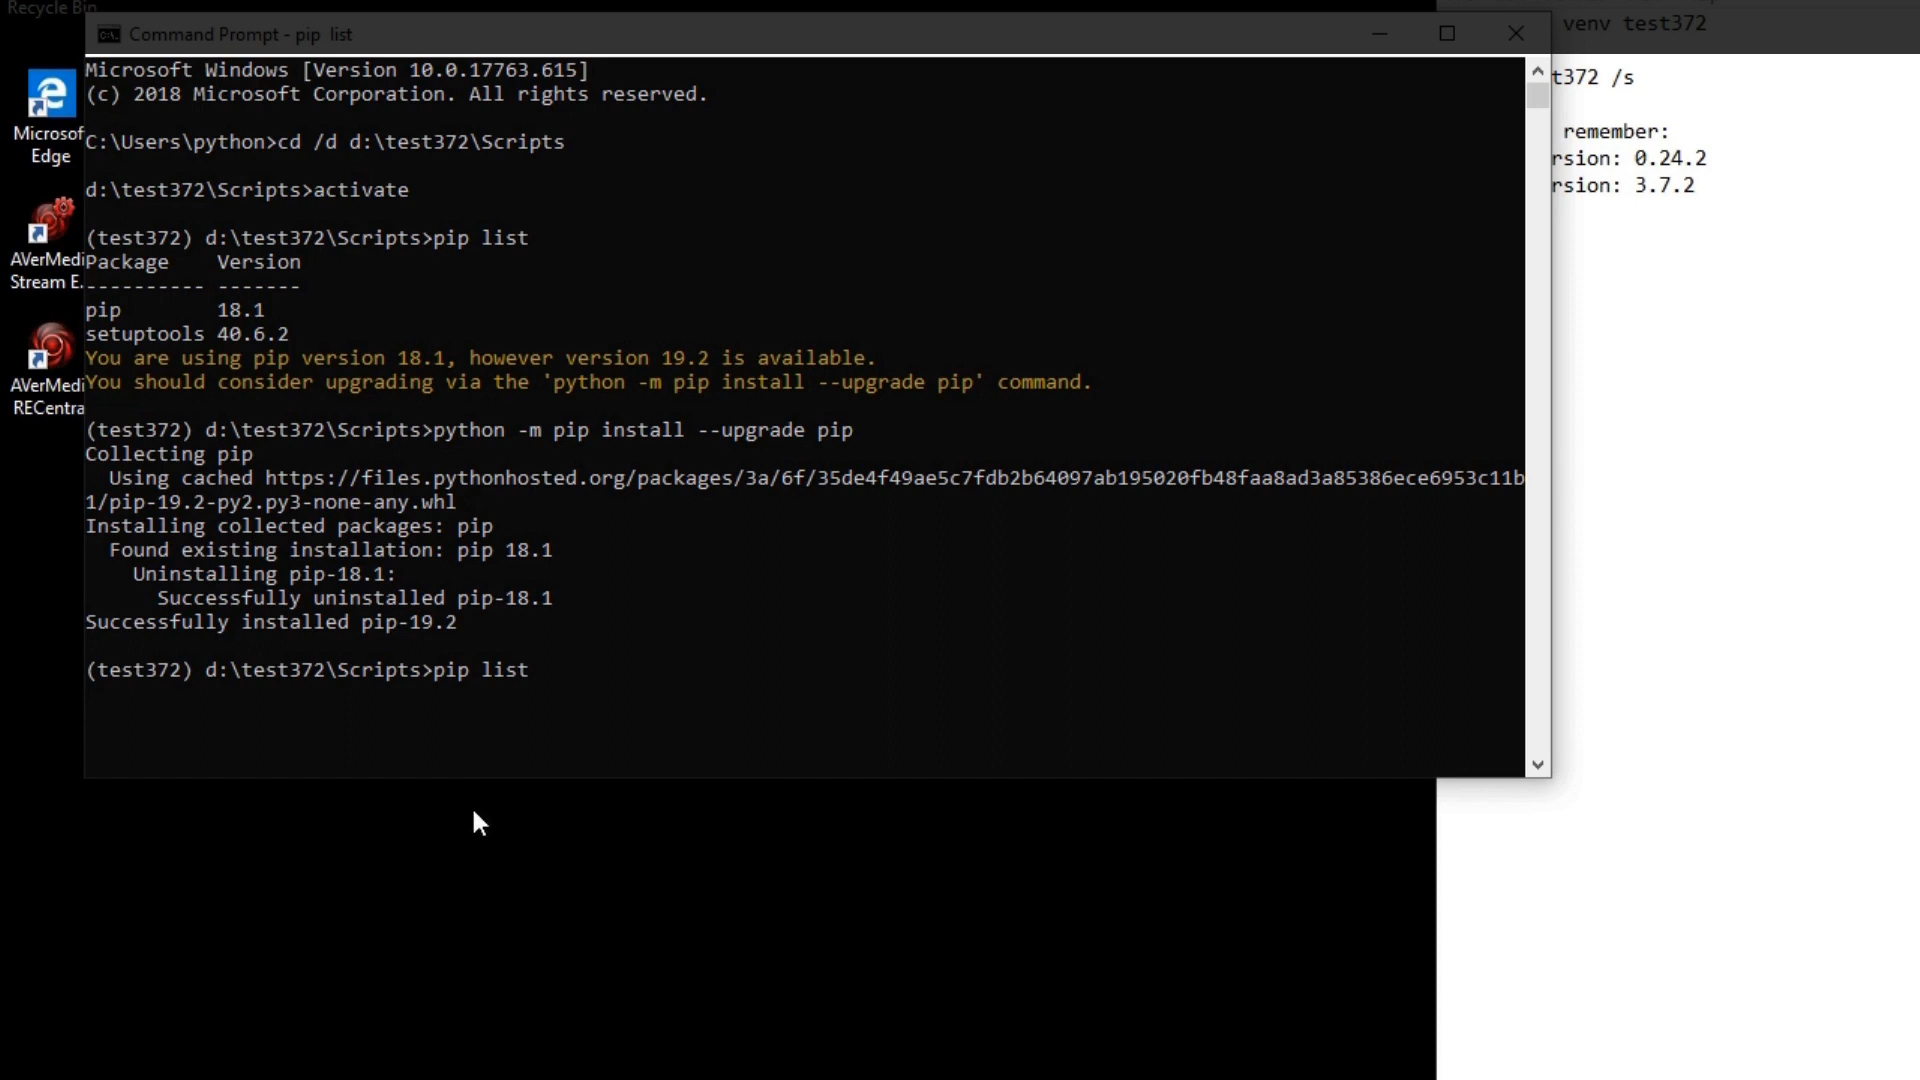 Recycle Bin
Microsof
Edge
AVerMedi
Stream E.
AVerMedi
RECentra
Command Prompt - pip  list
Microsoft Windows [Version 10.0.17763.615]
(c) 2018 Microsoft Corporation. All rights reserved.
C:\Users\python>cd /d d:\test372\Scripts
d:\test372\Scripts>activate
(test372) d:\test372\Scripts>pip list
Package    Version
---------- -------
pip        18.1
setuptools 40.6.2
You are using pip version 18.1, however version 19.2 is available.
You should consider upgrading via the 'python -m pip install --upgrade pip' command.
(test372) d:\test372\Scripts>python -m pip install --upgrade pip
Collecting pip
  Using cached https://files.pythonhosted.org/packages/3a/6f/35de4f49ae5c7fdb2b64097ab195020fb48faa8ad3a85386ece6953c11b
1/pip-19.2-py2.py3-none-any.whl
Installing collected packages: pip
  Found existing installation: pip 18.1
    Uninstalling pip-18.1:
      Successfully uninstalled pip-18.1
Successfully installed pip-19.2
(test372) d:\test372\Scripts>pip list
venv test372
t372 /s
remember:
rsion: 0.24.2
rsion: 3.7.2